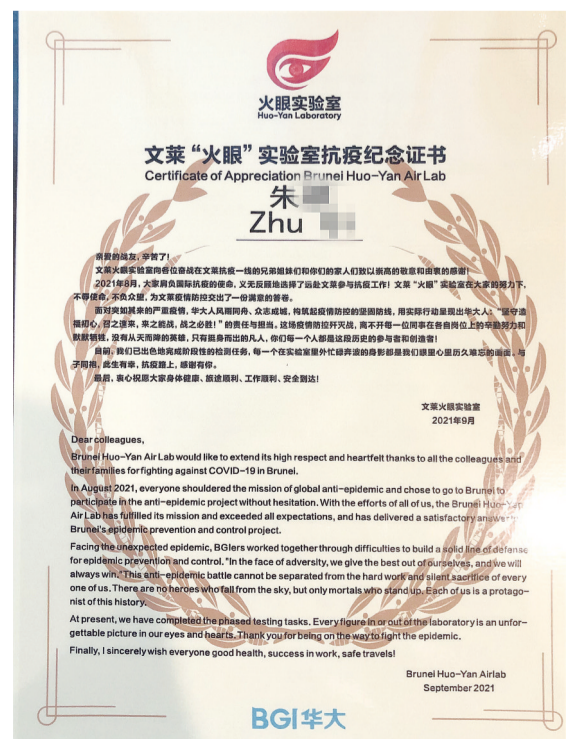 火眼实验室
Huo-Yan Laboratory
文莱“火眼”实验室抗疫纪念证书
Certificate of Appreciation Brunei Huo-Yan Air Lab
朱
Zhu
亲爱的战友，辛苦了！
文莱火眼实验室向各位奋战在文莱抗疫一线的兄弟姐妹们和你们的家人们致以崇高的敬意和由衷的感谢！
2021年8月，大家肩负国际抗疫的使命，义无反顾地选择了远赴文莱参与抗疫工作！文莱“火眼”实验室在大家的努力下，
不辱使命，不负众望，为文莱疫情防控交出了一份满意的答卷。
面对突如其来的严重疫情，华大人风雨同舟、众志成城，构筑起疫情防控的坚固防线，用实际行动呈现出华大人：“坚守造
福初心，召之即来，来之能战，战之必胜！”的责任与担当。这场疫情防控歼灭战，离不开每一位同事在各自岗位上的辛勤努力和
默默牺牲，没有从天而降的英雄，只有挺身而出的凡人，你们每一个人都是这段历史的参与者和创造者！
目前，我们已出色地完成阶段性的检测任务，每一个在实验室里外忙碌奔波的身影都是我们眼里心里历久难忘的画面。与
子同袍，此生有幸，抗疫路上，感谢有你。
最后，衷心祝愿大家身体健康、旅途顺利、工作顺利、安全到达！
文莱火眼实验室
2021年9月
Dear colleagues,
Brunei Huo-Yan Air Lab would like to extend its high respect and heartfelt thanks to all the colleagues and
their families for fighting against COVID-19 in Brunei.
In August 2021, everyone shouldered the mission of global anti-epidemic and chose to go to Brunei to
participate in the anti-epidemic project without hesitation. With the efforts of all of us, the Brunei Huo-Yan
Air Lab has fulfilled its mission and exceeded all expectations, and has delivered a satisfactory answer in
Brunei's epidemic prevention and control project.
Facing the unexpected epidemic, BGIers worked together through difficulties to build a solid line of defense
for epidemic prevention and control. "In the face of adversity, we give the best out of ourselves, and we will
always win." This anti-epidemic battle cannot be separated from the hard work and silent sacrifice of every
one of us. There are no heroes who fall from the sky, but only mortals who stand up. Each of us is a protago-
nist of this history.
At present, we have completed the phased testing tasks. Every figure in or out of the laboratory is an unfor-
gettable picture in our eyes and hearts. Thank you for being on the way to fight the epidemic.
Finally, I sincerely wish everyone good health, success in work, safe travels!
Brunei Huo-Yan Airlab
September 2021
BGI华大